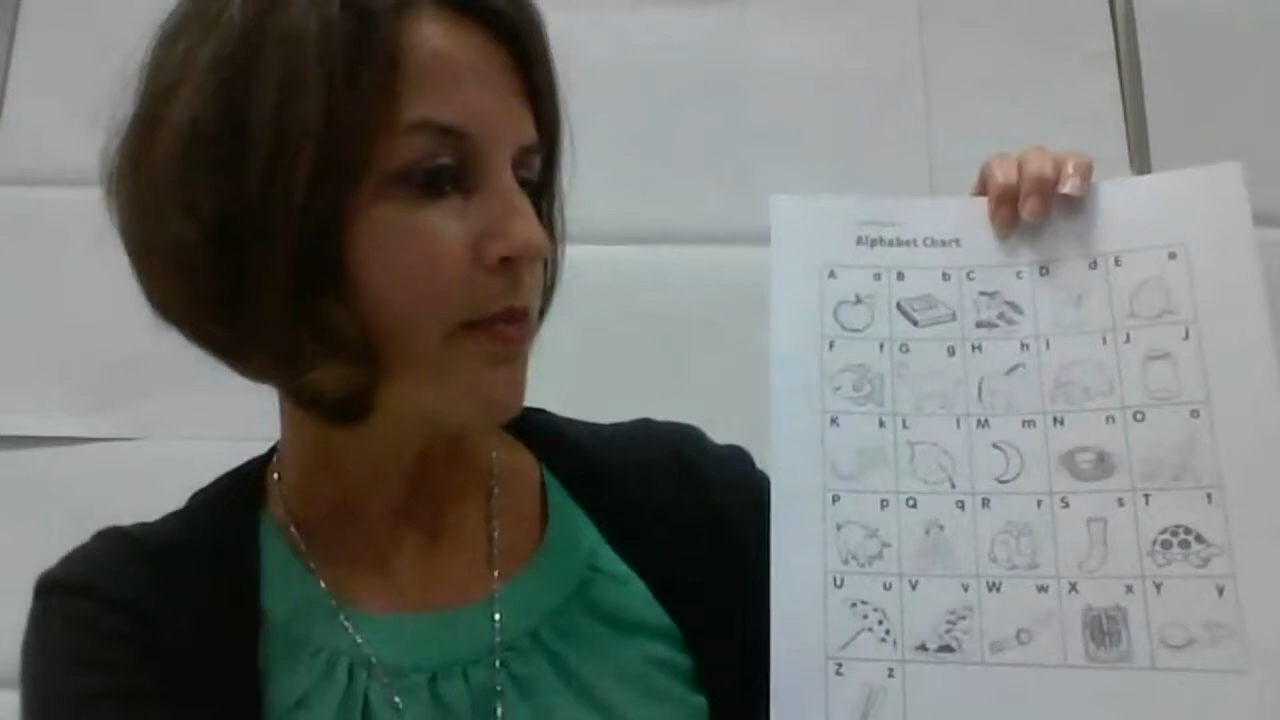 Alphabet Chart
A a B b C c D d E e
F f G g H h I i J j
K k L l M m N n O o
P p Q q R r S s T t
U u V v W w X x Y y
Z z